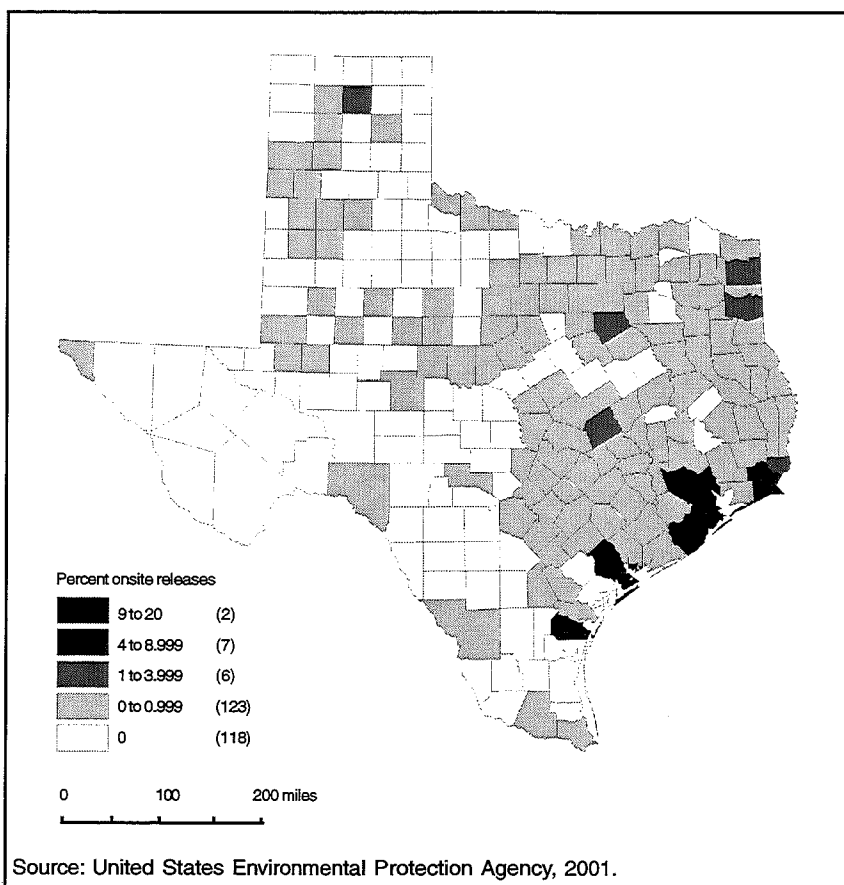 Percent onsite releases
9 to 20 (2)
4 to 8.999 (7)
1 to 3.999 (6)
0 to 0.999 (123)
0 (118)
0 100 200 miles
Source: United States Environmental Protection Agency, 2001.